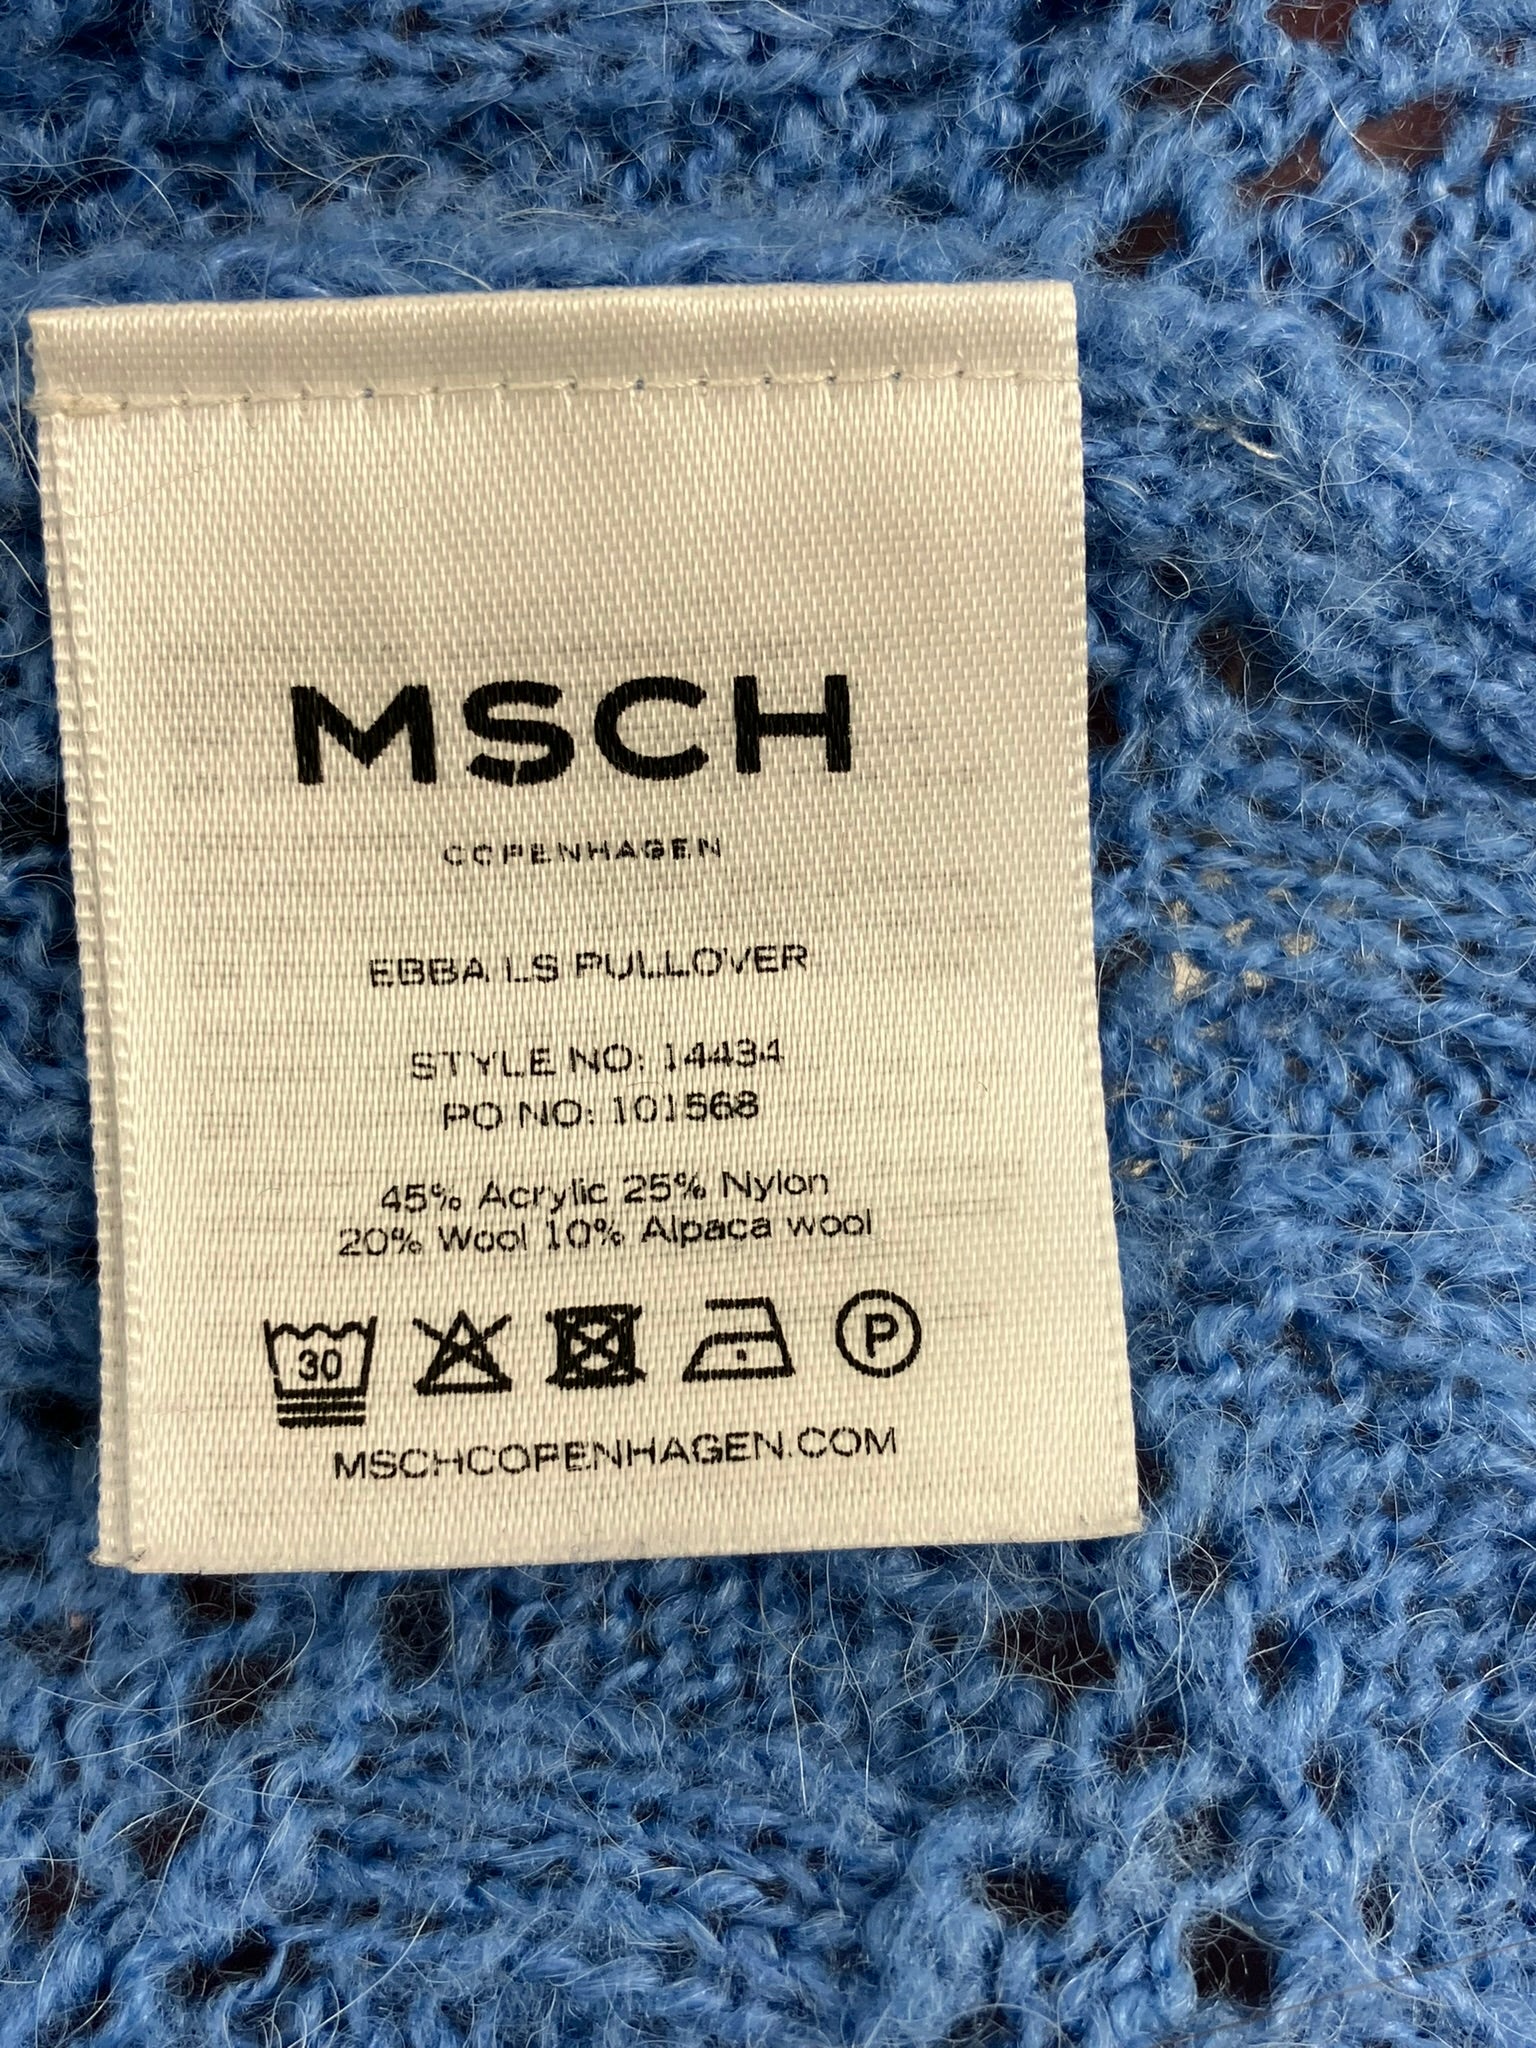 MSCH
COPENHAGEN
EBBA LS PULLOVER
STYLE NO: 14434
PO NO: 101568
45% Acrylic 25% Nylon
20% Wool 10% Alpaca wool
30 P
MSCHCOPENHAGEN.COM